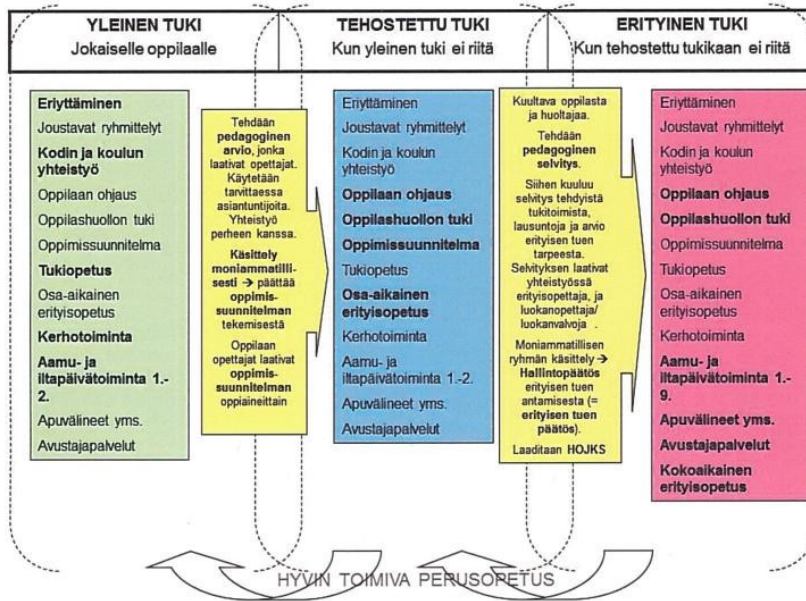 YLEINEN TUKI
Jokaiselle oppilaalle
TEHOSTETTU TUKI
Kun yleinen tuki ei riitä
ERITYINEN TUKI
Kun tehostettu tukikaan ei riitä
Eriyttäminen
Joustavat ryhmittelyt
Kodin ja koulun
yhteistyö
Oppilaan ohjaus
Oppilashuollon tuki
Oppimissuunnitelma
Tukiopetus
Osa-aikainen
erityisopetus
Kerhotoiminta
Aamu- ja
iltapäivätoiminta 1.-
2.
Apuvälineet yms.
Avustajapalvelut
Tehdään
pedagoginen
arvio, jonka
laativat opettajat.
Käytetään
tarvittaessa
asiantuntijoita.
Yhteistyö
perheen kanssa.
Käsittely
moniammatilli-
sesti → päättää
oppimis-
suunnitelman
tekemisestä
Oppilaan
opettajat laativat
oppimis-
suunnitelman
oppiaineittain
Eriyttäminen
Joustavat ryhmittelyt
Kodin ja koulun
yhteistyö
Oppilaan ohjaus
Oppilashuollon tuki
Oppimissuunnitelma
Tukiopetus
Osa-aikainen
erityisopetus
Kerhotoiminta
Aamu- ja
iltapäivätoiminta 1.-2.
Apuvälineet yms.
Avustajapalvelut
Kuultava oppilasta
ja huoltajaa.
Tehdään
pedagoginen
selvitys.
Siihen kuuluu
selvitys tehdyistä
tukitoimista,
lausuntoja ja arvio
erityisen tuen
tarpeesta.
Selvityksen laativat
yhteistyössä
erityisopettaja, ja
luokanopettaja/
luokanvalvoja .
Moniammatillisen
ryhmän käsittely →
Hallintopäätös
erityisen tuen
antamisesta (=
erityisen tuen
päätös).
Laaditaan HOJKS
Eriyttäminen
Joustavat ryhmittelyt
Kodin ja koulun
yhteistyö
Oppilaan ohjaus
Oppilashuollon tuki
Oppimissuunnitelma
Tukiopetus
Osa-aikainen
erityisopetus
Kerhotoiminta
Aamu- ja
iltapäivätoiminta 1.-
9.
Apuvälineet yms.
Avustajapalvelut
Kokoaikainen
erityisopetus
HYVIN TOIMIVA PERUSOPETUS